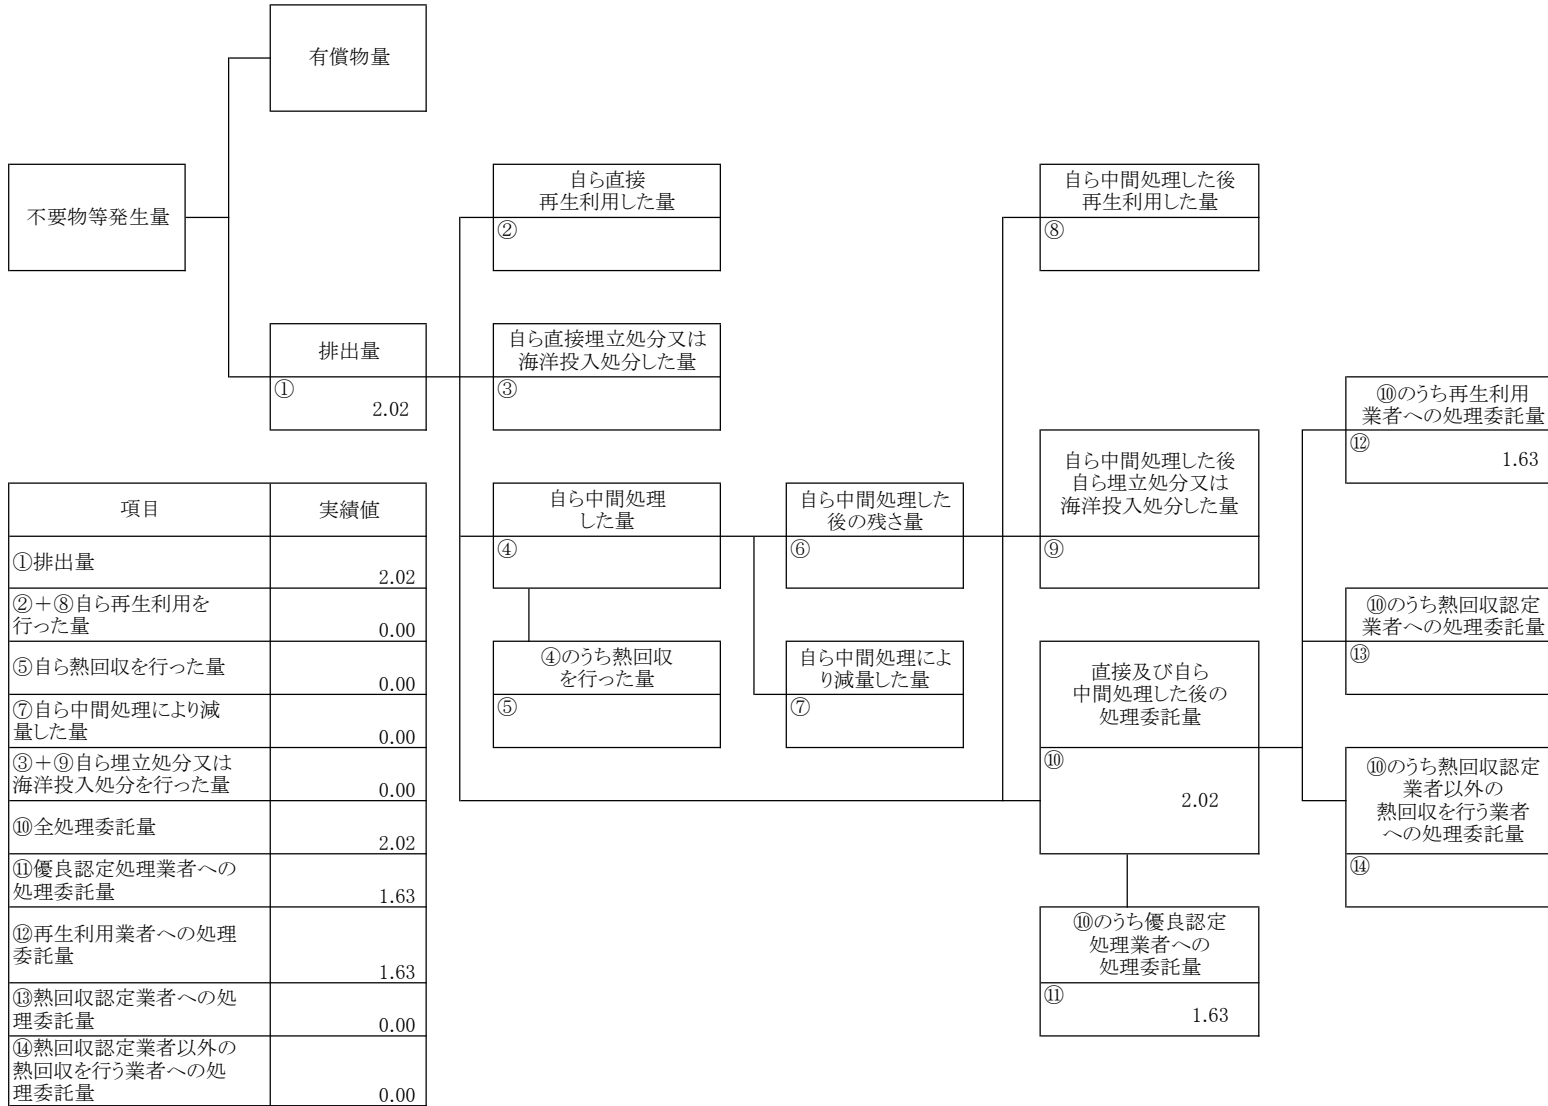 有償物量
不要物等発生量
自ら直接
再生利用した量
②
自ら中間処理した後
再生利用した量
⑧
排出量
①
2.02
自ら直接埋立処分又は
海洋投入処分した量
③
⑩のうち再生利用
業者への処理委託量
⑫
1.63
自ら中間処理した後
自ら埋立処分又は
海洋投入処分した量
⑨
自ら中間処理
した量
④
自ら中間処理した
後の残さ量
⑥
⑩のうち熱回収認定
業者への処理委託量
⑬
④のうち熱回収
を行った量
⑤
自ら中間処理によ
り減量した量
⑦
直接及び自ら
中間処理した後の
処理委託量
⑩
2.02
⑩のうち熱回収認定
業者以外の
熱回収を行う業者
への処理委託量
⑭
⑩のうち優良認定
処理業者への
処理委託量
⑪
1.63
項目 実績値
①排出量
2.02
②+⑧自ら再生利用を
行った量
0.00
⑤自ら熱回収を行った量
0.00
⑦自ら中間処理により減
量した量
0.00
③+⑨自ら埋立処分又は
海洋投入処分を行った量
0.00
⑩全処理委託量
2.02
⑪優良認定処理業者への
処理委託量
1.63
⑫再生利用業者への処理
委託量
1.63
⑬熱回収認定業者への処
理委託量
0.00
⑭熱回収認定業者以外の
熱回収を行う業者への処
理委託量
0.00